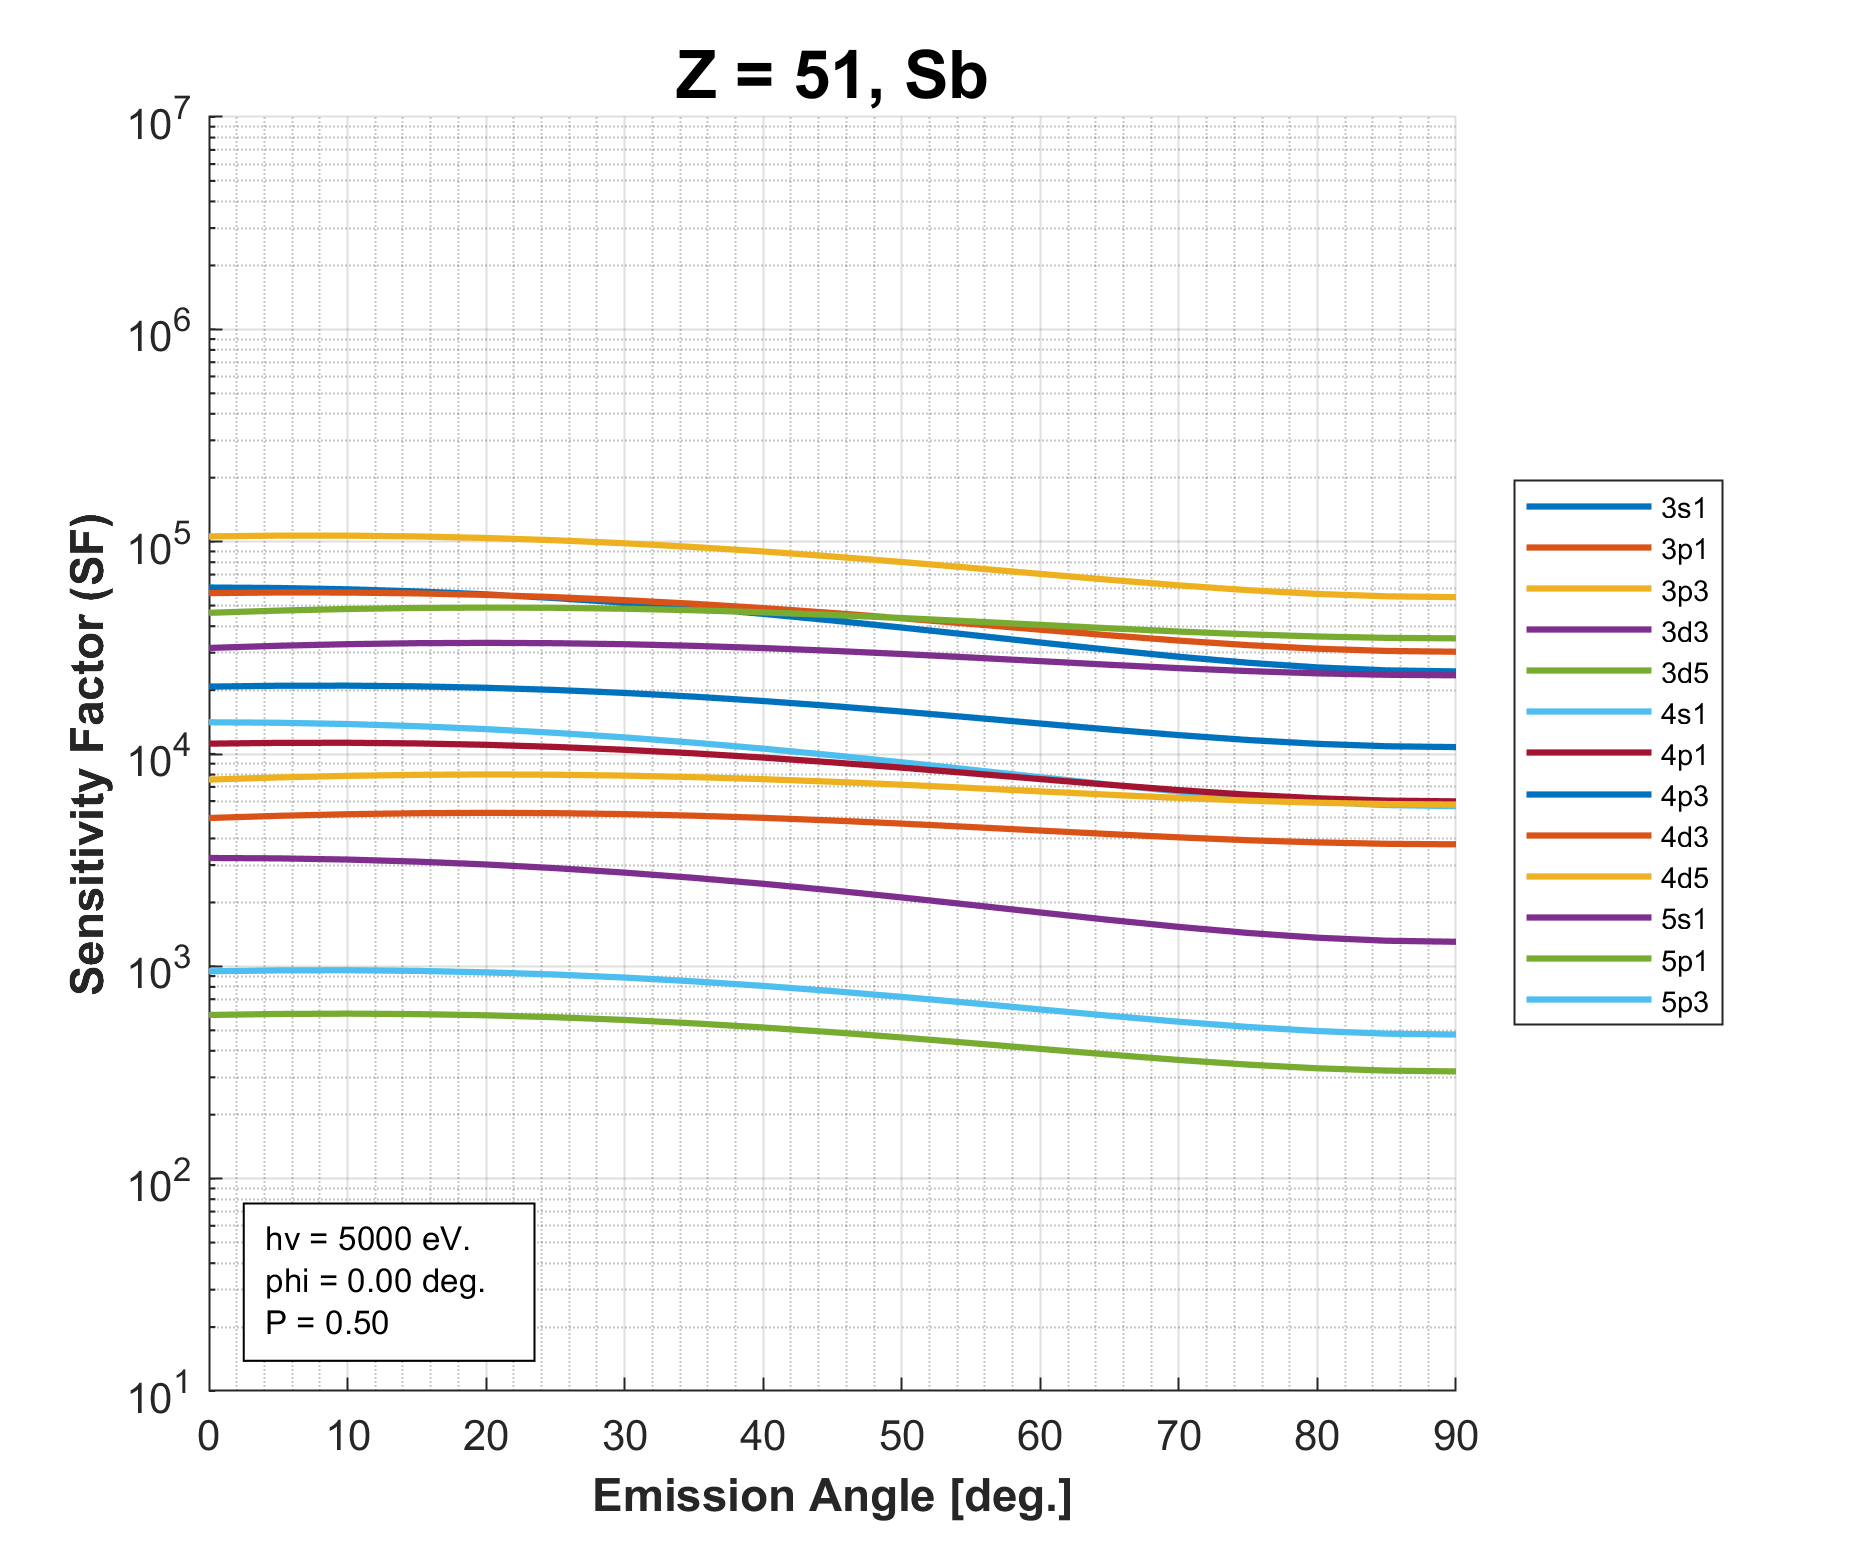 Z = 51, Sb
10^7
10^6
10^5
10^4
10^3
10^2
10^1
Sensitivity Factor (SF)
hv = 5000 eV.
phi = 0.00 deg.
P = 0.50
0 10 20 30 40 50 60 70 80 90
Emission Angle [deg.]
3s1
3p1
3p3
3d3
3d5
4s1
4p1
4p3
4d3
4d5
5s1
5p1
5p3